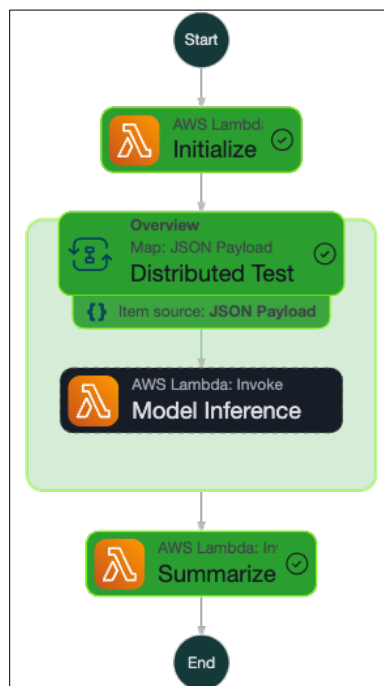 Start
AWS Lambd
Initialize
Overview
Map: JSON Payload
Distributed Test
{} Item source: JSON Payload
AWS Lambda: Invoke
Model Inference
AWS Lambda: In
Summarize
End